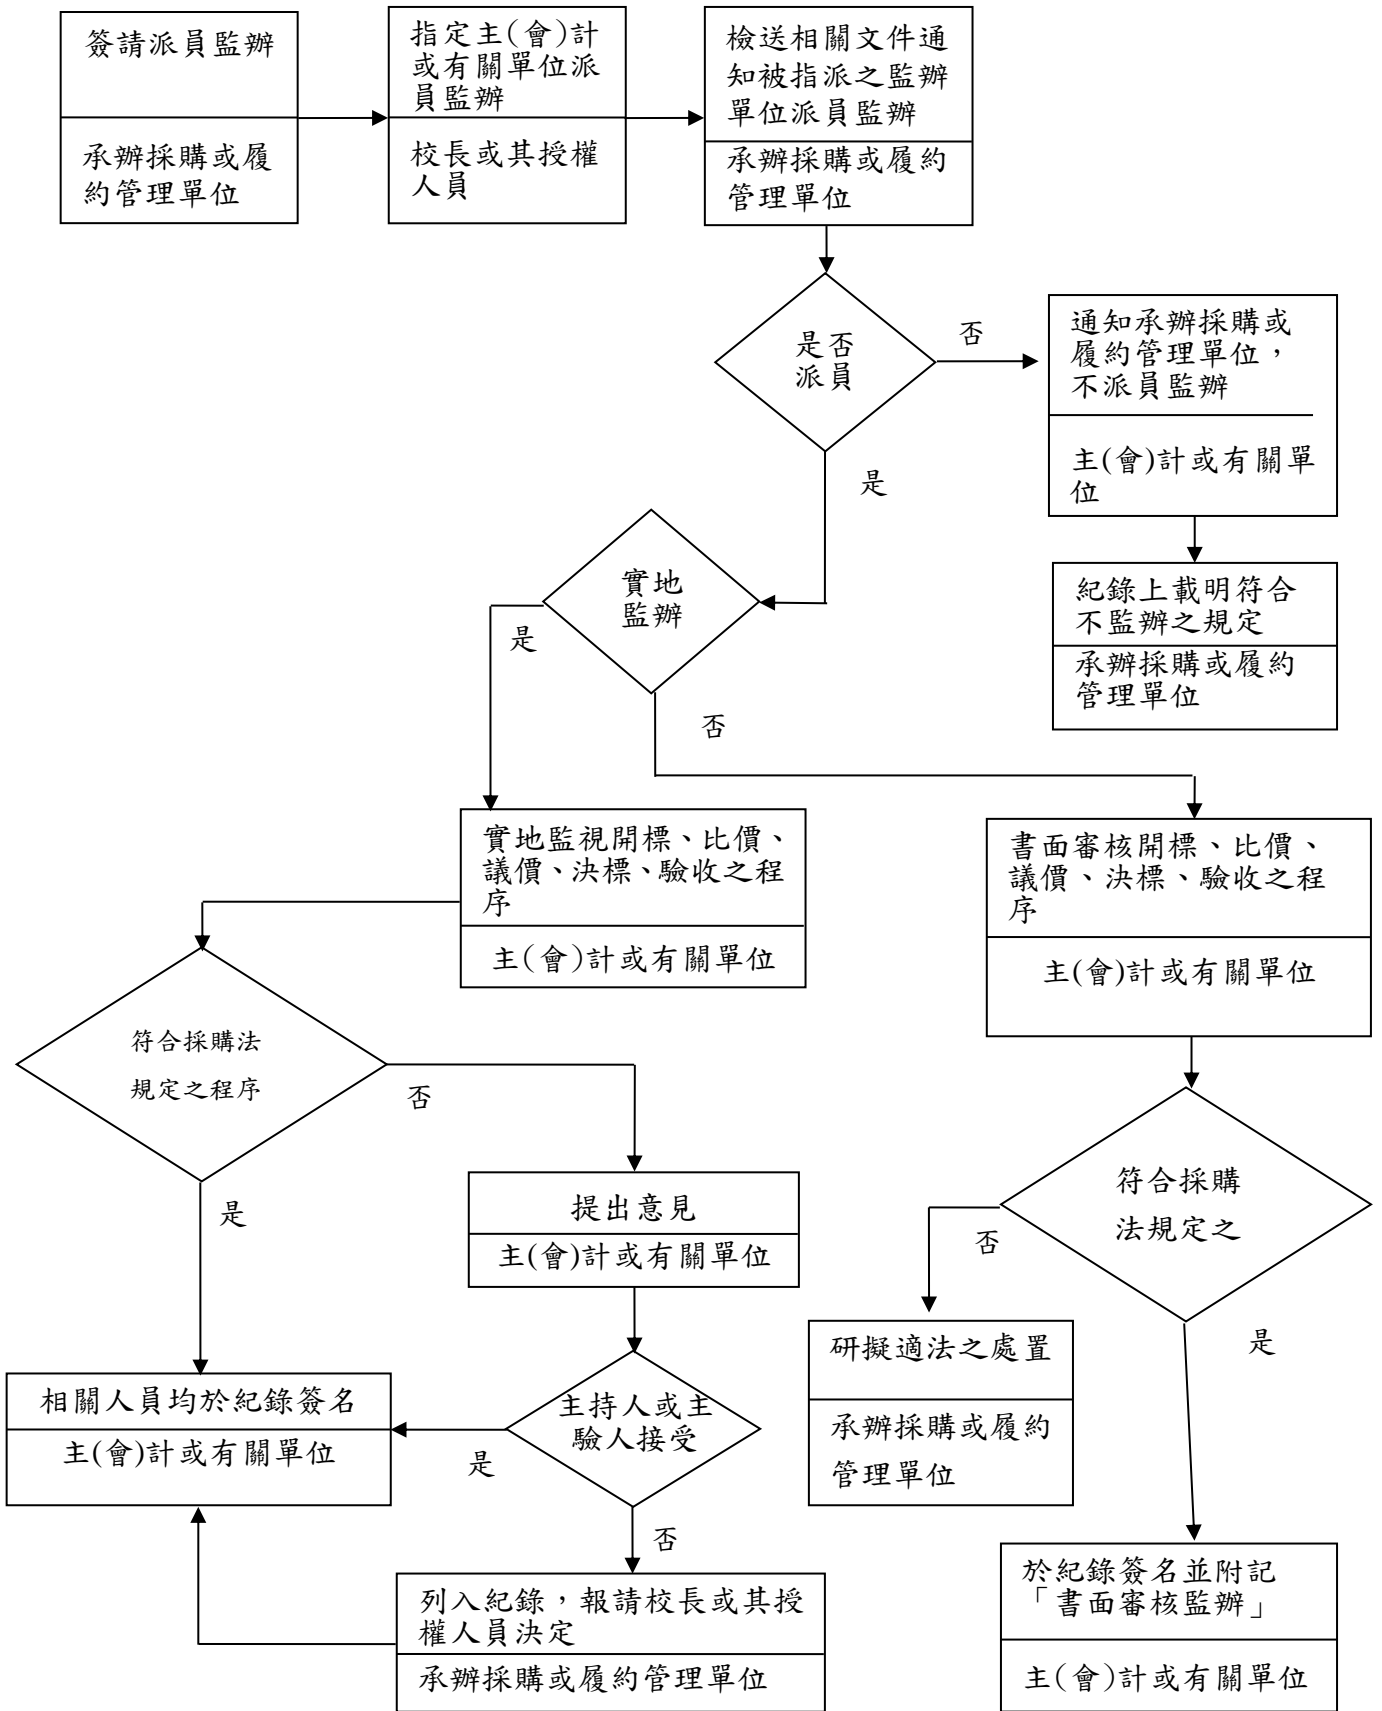 簽請派員監辦
承辦採購或履
約管理單位
指定主(會)計
或有關單位派
員監辦
校長或其授權
人員
檢送相關文件通
知被指派之監辦
單位派員監辦
承辦採購或履約
管理單位
是否
派員
否
是
通知承辦採購或
履約管理單位，
不派員監辦
主(會)計或有關單
位
紀錄上載明符合
不監辦之規定
承辦採購或履約
管理單位
實地
監辦
是
否
實地監視開標、比價、
議價、決標、驗收之程
序
主(會)計或有關單位
書面審核開標、比價、
議價、決標、驗收之程
序
主(會)計或有關單位
符合採購法
規定之程序
否
是
提出意見
主(會)計或有關單位
符合採購
法規定之
否
是
研擬適法之處置
承辦採購或履約
管理單位
主持人或主
驗人接受
是
否
相關人員均於紀錄簽名
主(會)計或有關單位
列入紀錄，報請校長或其授
權人員決定
承辦採購或履約管理單位
於紀錄簽名並附記
「書面審核監辦」
主(會)計或有關單位